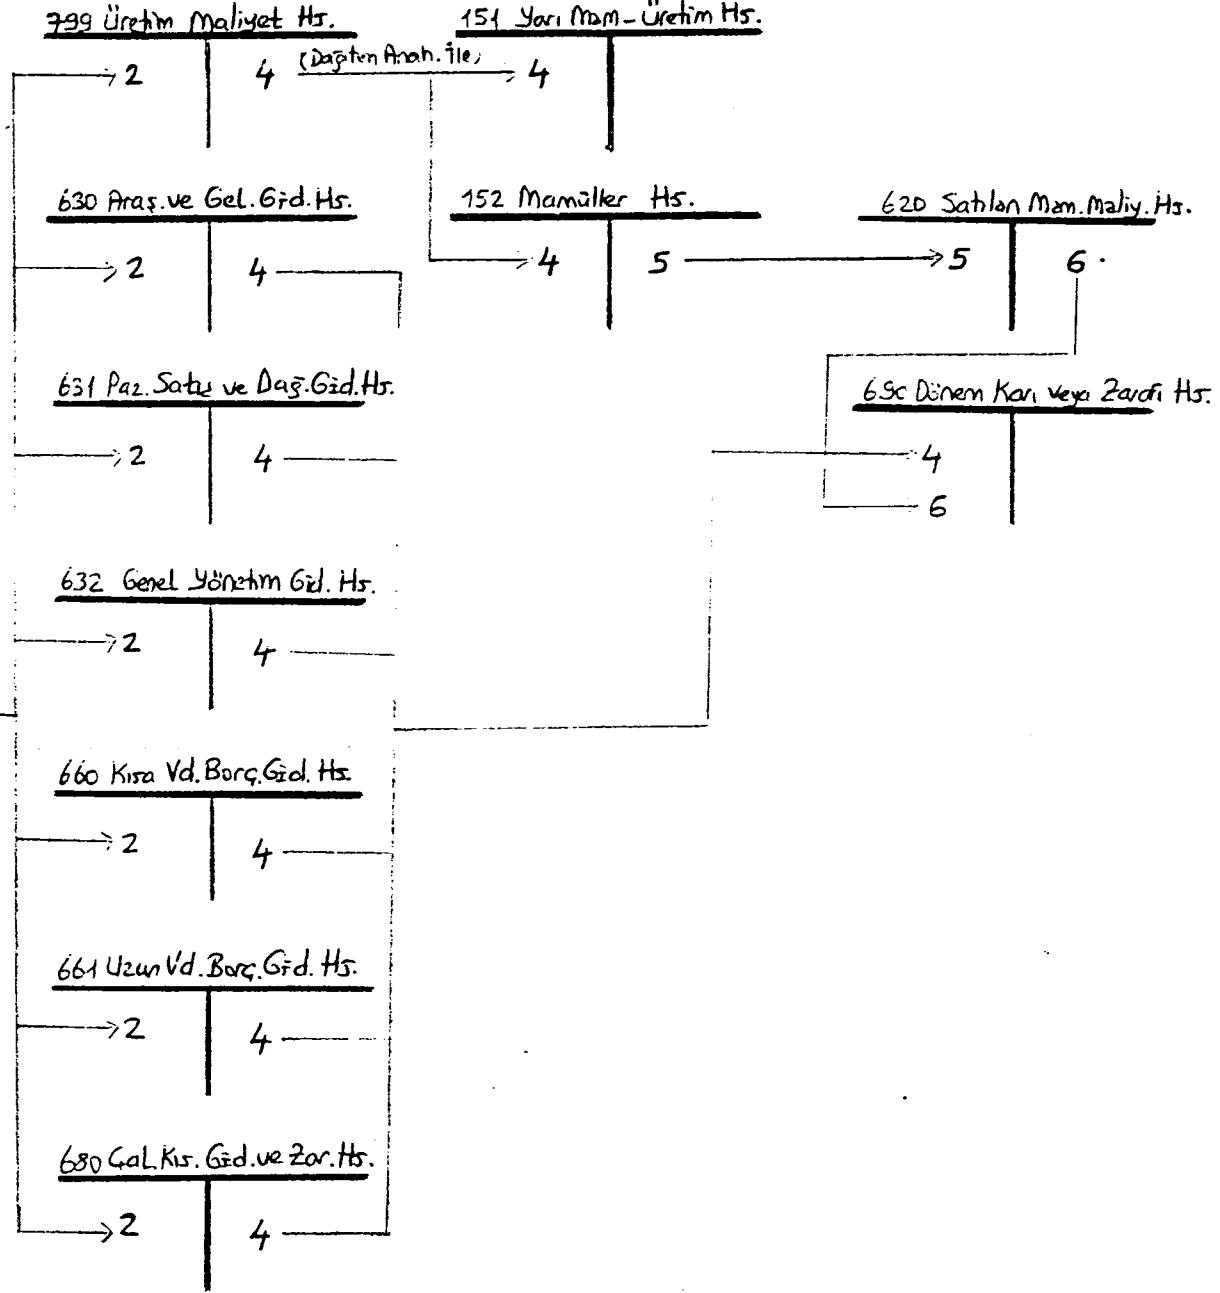 799 Üretim Maliyet Hs.
2
4
(Dağıtım Anah. İle)
151 Yarı Mam-Üretim Hs.
4
630 Araş. ve Gel. Gid. Hs.
2
4
152 Mamüller Hs.
4
5
620 Satılan Mam. Maliy. Hs.
5
6
631 Paz. Satış ve Dağ. Gid. Hs.
2
4
690 Dönem Karı veya Zararı Hs.
4
6
632 Genel Yönetim Gid. Hs.
2
4
660 Kısa Vd. Borç. Gid. Hs.
2
4
661 Uzun Vd. Borç. Gid. Hs.
2
4
680 Çal. Kıs. Gid. ve Zar. Hs.
2
4